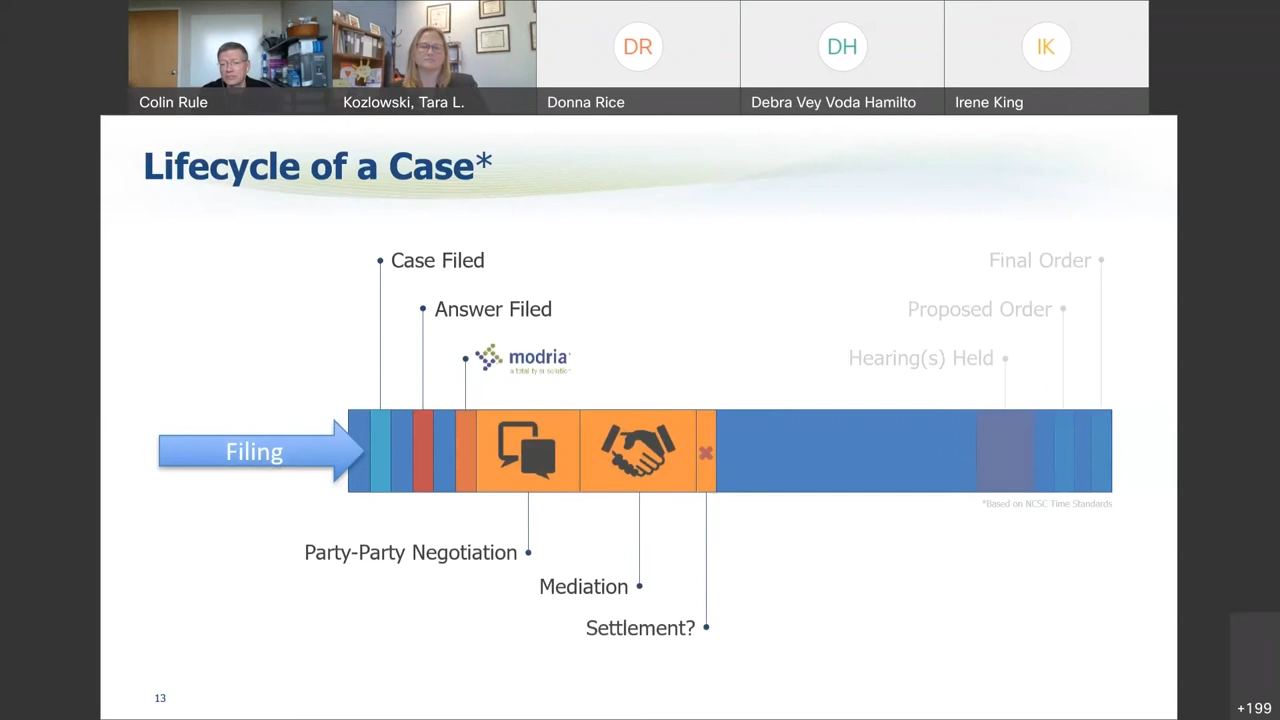 Colin Rule
Kozlowski, Tara L.
DR
Donna Rice
DH
Debra Vey Voda Hamilto
IK
Irene King
Lifecycle of a Case*
Case Filed
Final Order
Answer Filed
Proposed Order
modria
Hearing(s) Held
Filing
*Based on NCSC Time Standards
Party-Party Negotiation
Mediation
Settlement?
13
+199